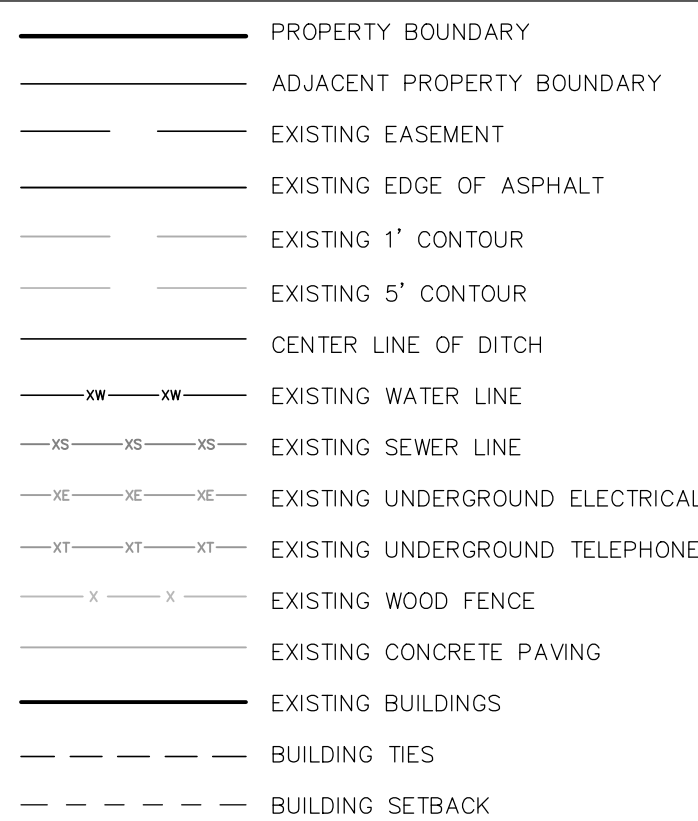 PROPERTY BOUNDARY
ADJACENT PROPERTY BOUNDARY
EXISTING EASEMENT
EXISTING EDGE OF ASPHALT
EXISTING 1' CONTOUR
EXISTING 5' CONTOUR
CENTER LINE OF DITCH
XW XW EXISTING WATER LINE
XS XS XS EXISTING SEWER LINE
XE XE XE EXISTING UNDERGROUND ELECTRICAL
XT XT XT EXISTING UNDERGROUND TELEPHONE
X X EXISTING WOOD FENCE
EXISTING CONCRETE PAVING
EXISTING BUILDINGS
BUILDING TIES
BUILDING SETBACK